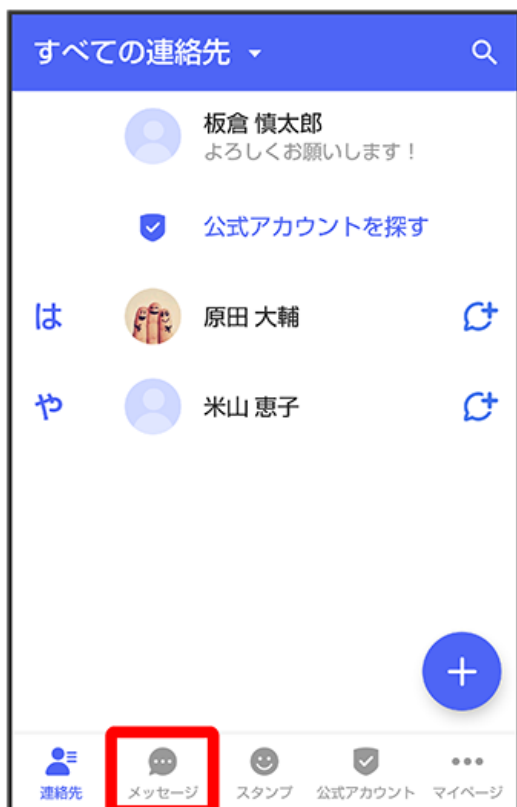 すべての連絡先
板倉 慎太郎
よろしくお願いします！
公式アカウントを探す
は 原田 大輔
や 米山 恵子
連絡先 メッセージ スタンプ 公式アカウント マイページ